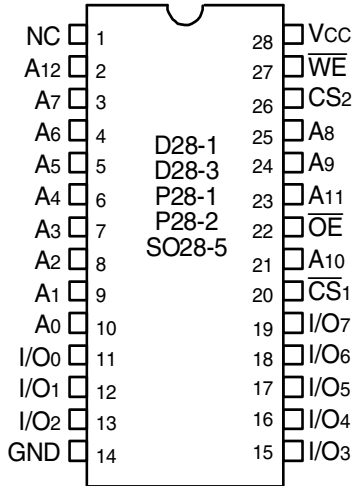 NC 1 28 VCC
A12 2 27 W̅E̅
A7 3 26 CS2
A6 4 25 A8
A5 5 24 A9
A4 6 23 A11
A3 7 22 O̅E̅
A2 8 21 A10
A1 9 20 C̅S̅1
A0 10 19 I/O7
I/O0 11 18 I/O6
I/O1 12 17 I/O5
I/O2 13 16 I/O4
GND 14 15 I/O3
D28-1
D28-3
P28-1
P28-2
SO28-5